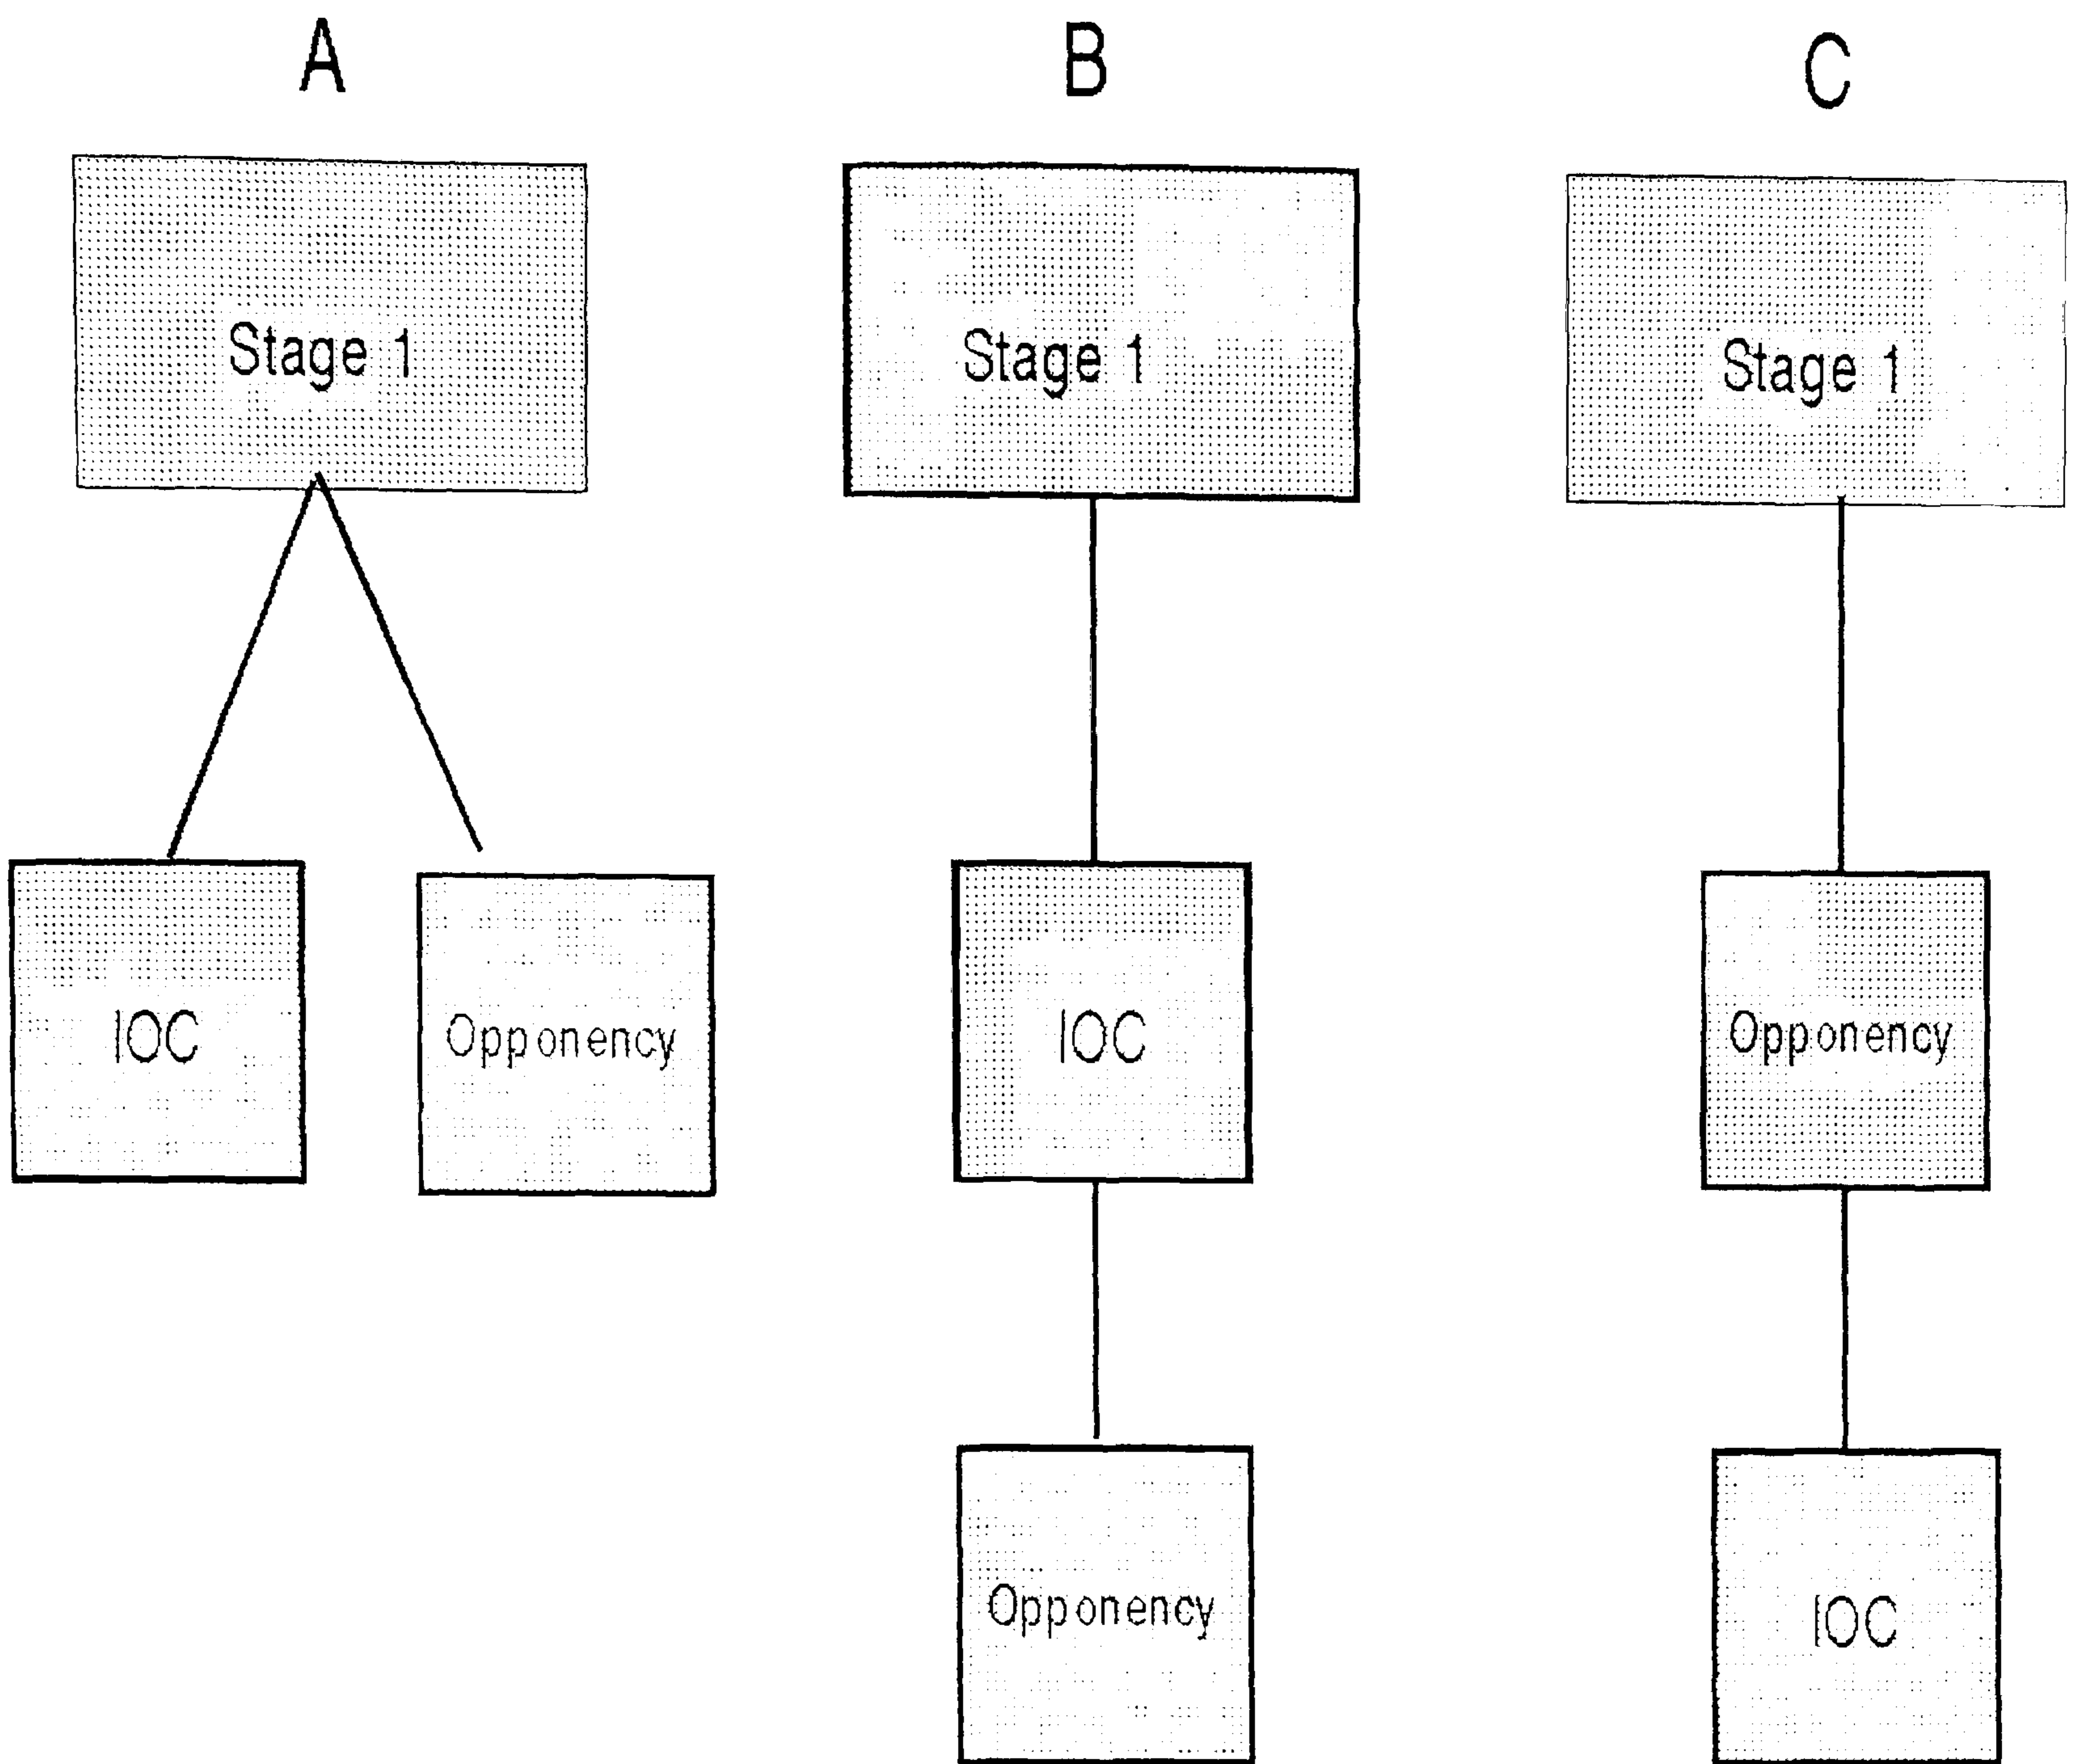 A
B
C
Stage 1
Stage 1
Stage 1
IOC
Opponency
IOC
Opponency
Opponency
IOC